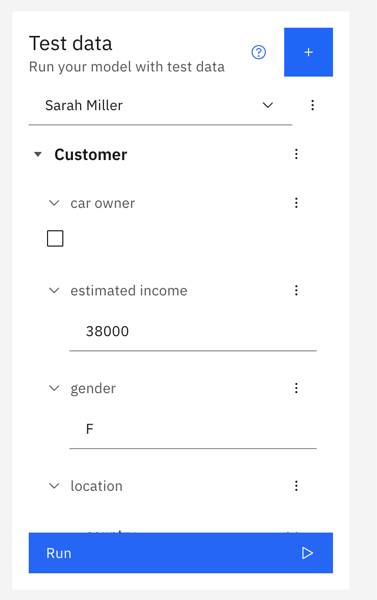 Test data
Run your model with test data
Sarah Miller
Customer
car owner
estimated income
38000
gender
F
location
Run